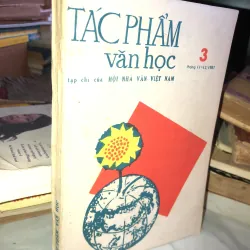 TÁC PHẨM
văn học
3
tạp chí của HỘI NHÀ VĂN VIỆT NAM